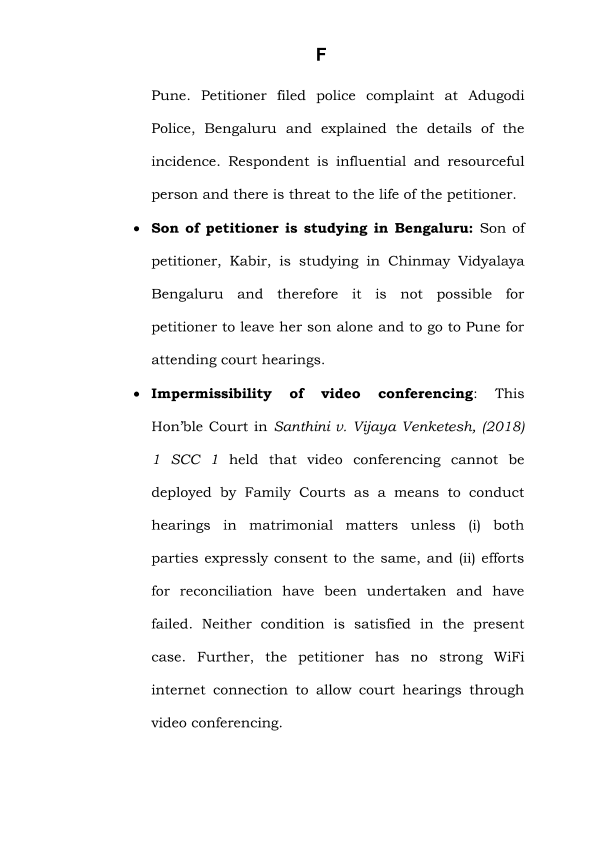 F
Pune. Petitioner filed police complaint at Adugodi
Police, Bengaluru and explained the details of the
incidence. Respondent is influential and resourceful
person and there is threat to the life of the petitioner.
• Son of petitioner is studying in Bengaluru: Son of
petitioner, Kabir, is studying in Chinmay Vidyalaya
Bengaluru and therefore it is not possible for
petitioner to leave her son alone and to go to Pune for
attending court hearings.
• Impermissibility of video conferencing: This
Hon’ble Court in Santhini v. Vijaya Venketesh, (2018)
1 SCC 1 held that video conferencing cannot be
deployed by Family Courts as a means to conduct
hearings in matrimonial matters unless (i) both
parties expressly consent to the same, and (ii) efforts
for reconciliation have been undertaken and have
failed. Neither condition is satisfied in the present
case. Further, the petitioner has no strong WiFi
internet connection to allow court hearings through
video conferencing.